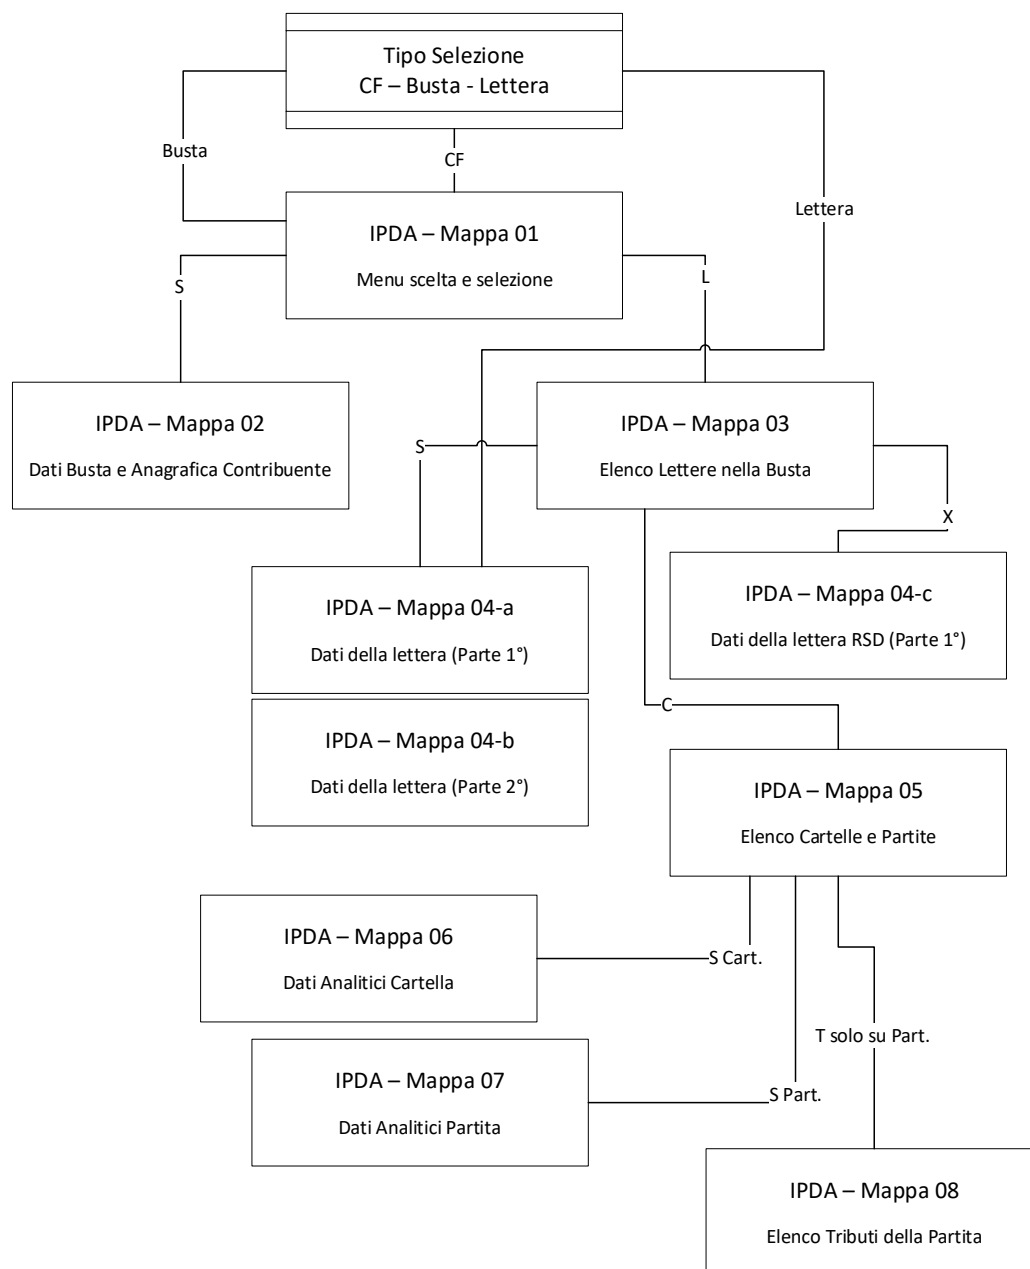 Tipo Selezione
CF – Busta - Lettera
Busta
CF
Lettera
IPDA – Mappa 01
Menu scelta e selezione
S
L
IPDA – Mappa 02
Dati Busta e Anagrafica Contribuente
IPDA – Mappa 03
Elenco Lettere nella Busta
S
X
IPDA – Mappa 04-a
Dati della lettera (Parte 1°)
IPDA – Mappa 04-c
Dati della lettera RSD (Parte 1°)
C
IPDA – Mappa 04-b
Dati della lettera (Parte 2°)
IPDA – Mappa 05
Elenco Cartelle e Partite
IPDA – Mappa 06
Dati Analitici Cartella
S Cart.
T solo su Part.
IPDA – Mappa 07
Dati Analitici Partita
S Part.
IPDA – Mappa 08
Elenco Tributi della Partita